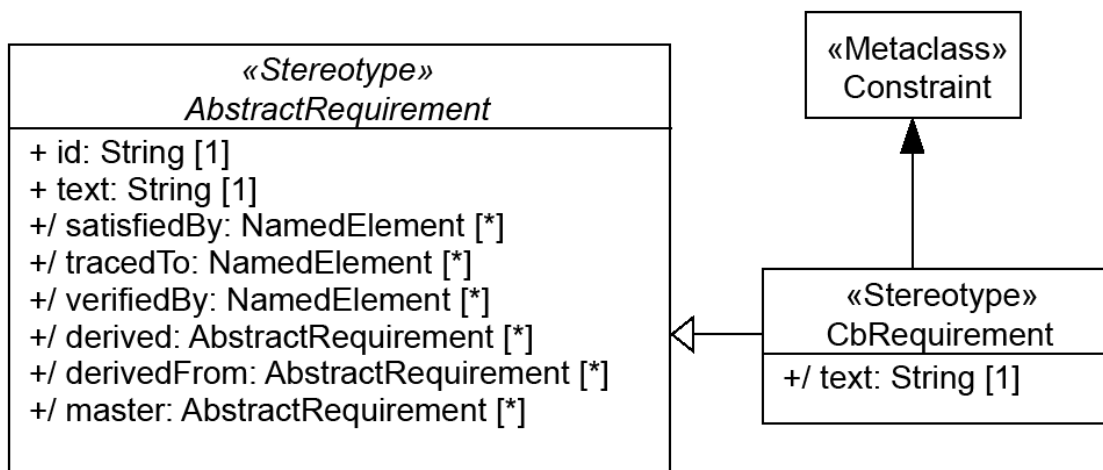 «Stereotype»
AbstractRequirement
+ id: String [1]
+ text: String [1]
+/ satisfiedBy: NamedElement [*]
+/ tracedTo: NamedElement [*]
+/ verifiedBy: NamedElement [*]
+/ derived: AbstractRequirement [*]
+/ derivedFrom: AbstractRequirement [*]
+/ master: AbstractRequirement [*]
«Metaclass»
Constraint
«Stereotype»
CbRequirement
+/ text: String [1]